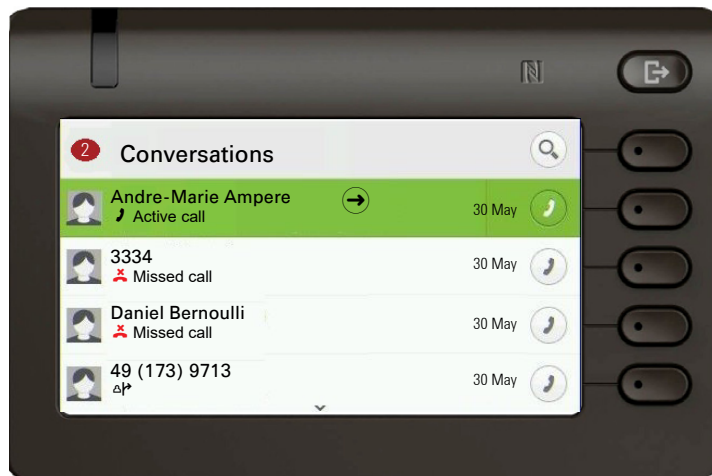 2 Conversations
Andre-Marie Ampere
Active call
30 May
3334
Missed call
30 May
Daniel Bernoulli
Missed call
30 May
49 (173) 9713
30 May